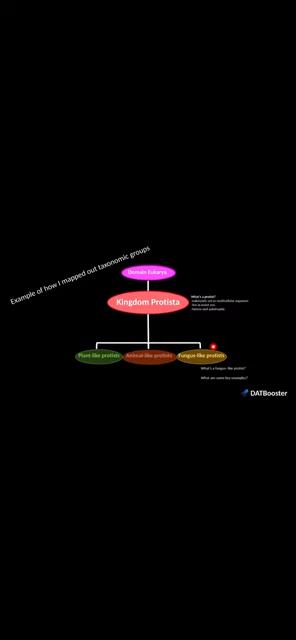 Example of how I mapped out taxonomic groups
Domain Eukarya
Kingdom Protista
What's a protist?
Plant-like protists
Animal-like protists
Fungus-like protists
What's a fungus-like protist?
What are some key examples?
DATBooster